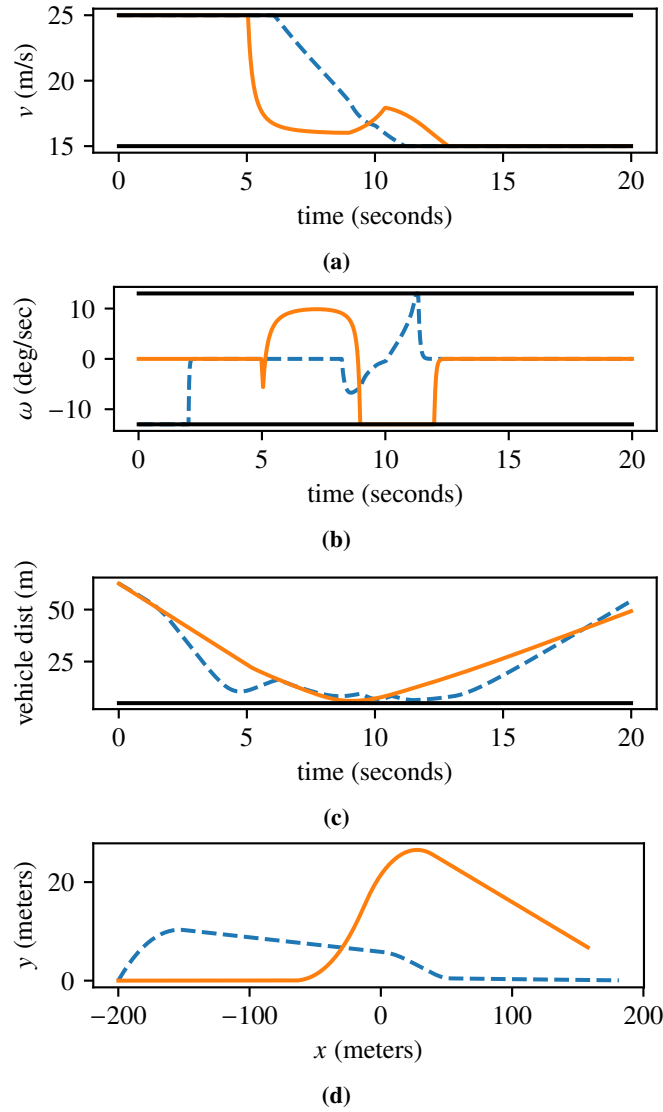 25
v (m/s)
15
0 5 10 15 20
time (seconds)
(a)
10
ω (deg/sec)
0
−10
0 5 10 15 20
time (seconds)
(b)
vehicle dist (m)
50
25
0 5 10 15 20
time (seconds)
(c)
20
y (meters)
0
−200 −100 0 100 200
x (meters)
(d)